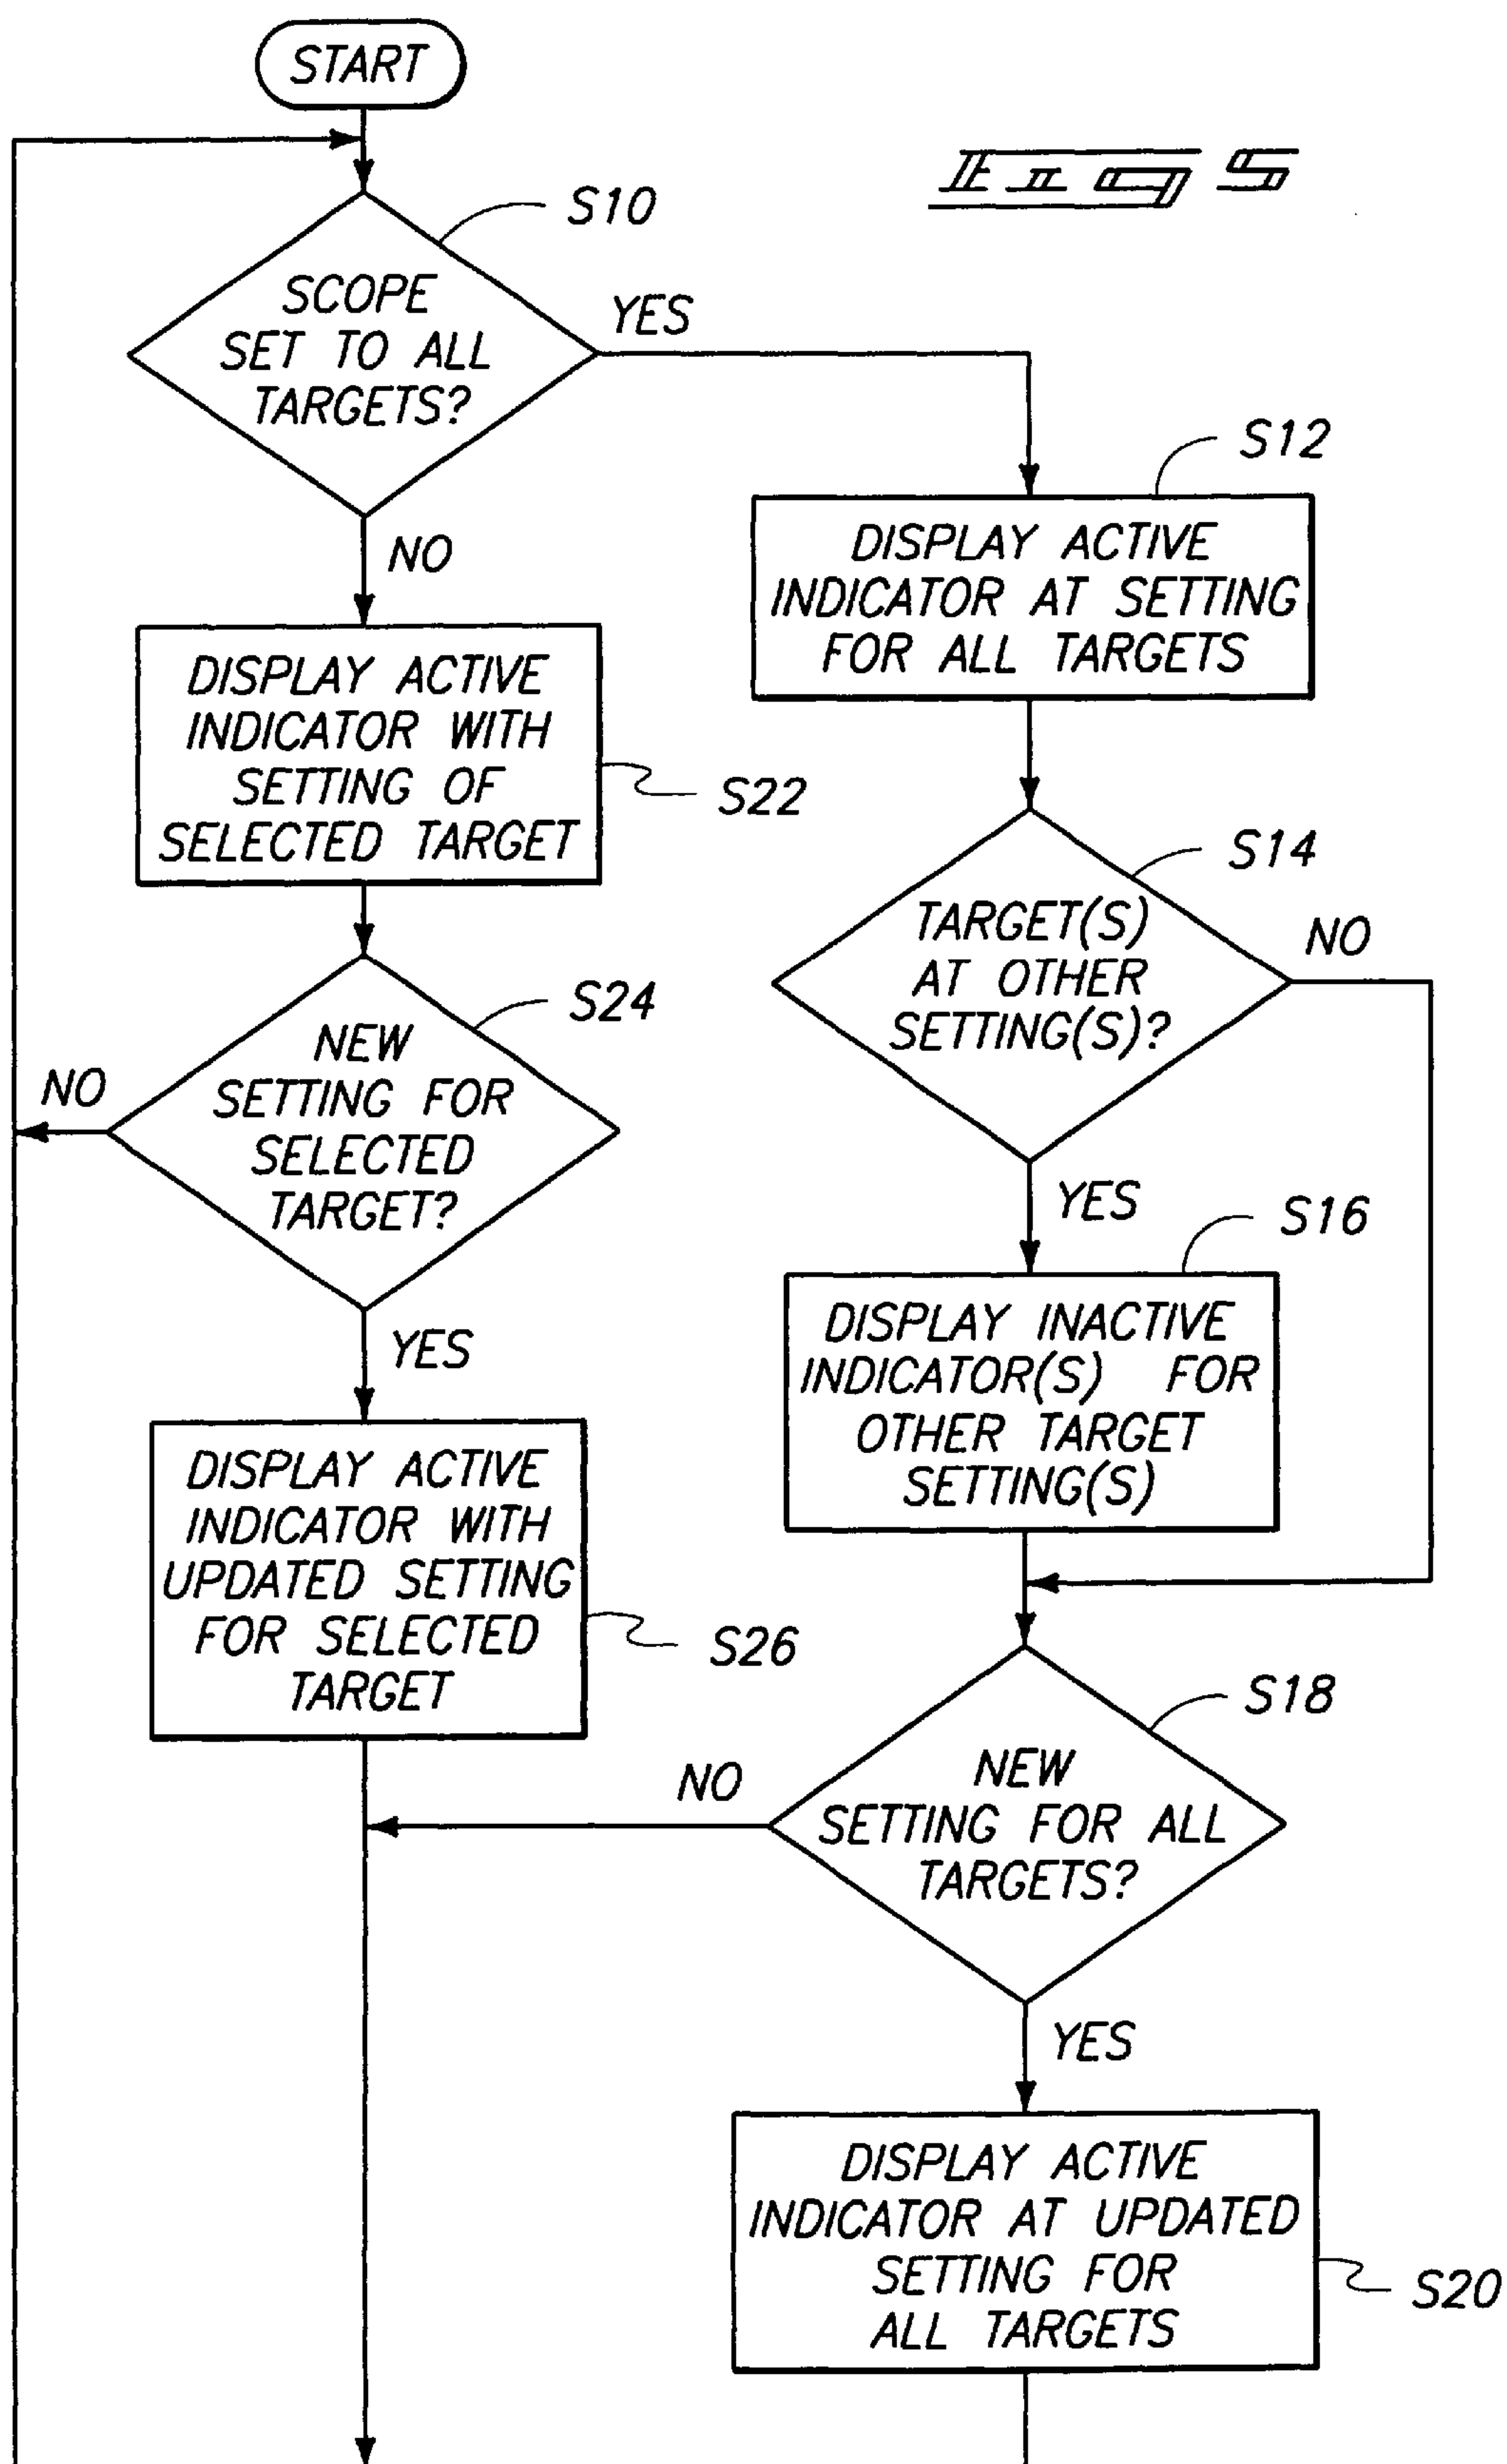 START
FIG 5
S10
SCOPE
SET TO ALL
TARGETS?
YES
NO
S12
DISPLAY ACTIVE
INDICATOR AT SETTING
FOR ALL TARGETS
DISPLAY ACTIVE
INDICATOR WITH
SETTING OF
SELECTED TARGET
S22
S14
TARGET(S)
AT OTHER
SETTING(S)?
NO
YES
S24
NEW
SETTING FOR
SELECTED
TARGET?
NO
YES
S16
DISPLAY INACTIVE
INDICATOR(S) FOR
OTHER TARGET
SETTING(S)
DISPLAY ACTIVE
INDICATOR WITH
UPDATED SETTING
FOR SELECTED
TARGET
S26
S18
NEW
SETTING FOR ALL
TARGETS?
NO
YES
DISPLAY ACTIVE
INDICATOR AT UPDATED
SETTING FOR
ALL TARGETS
S20